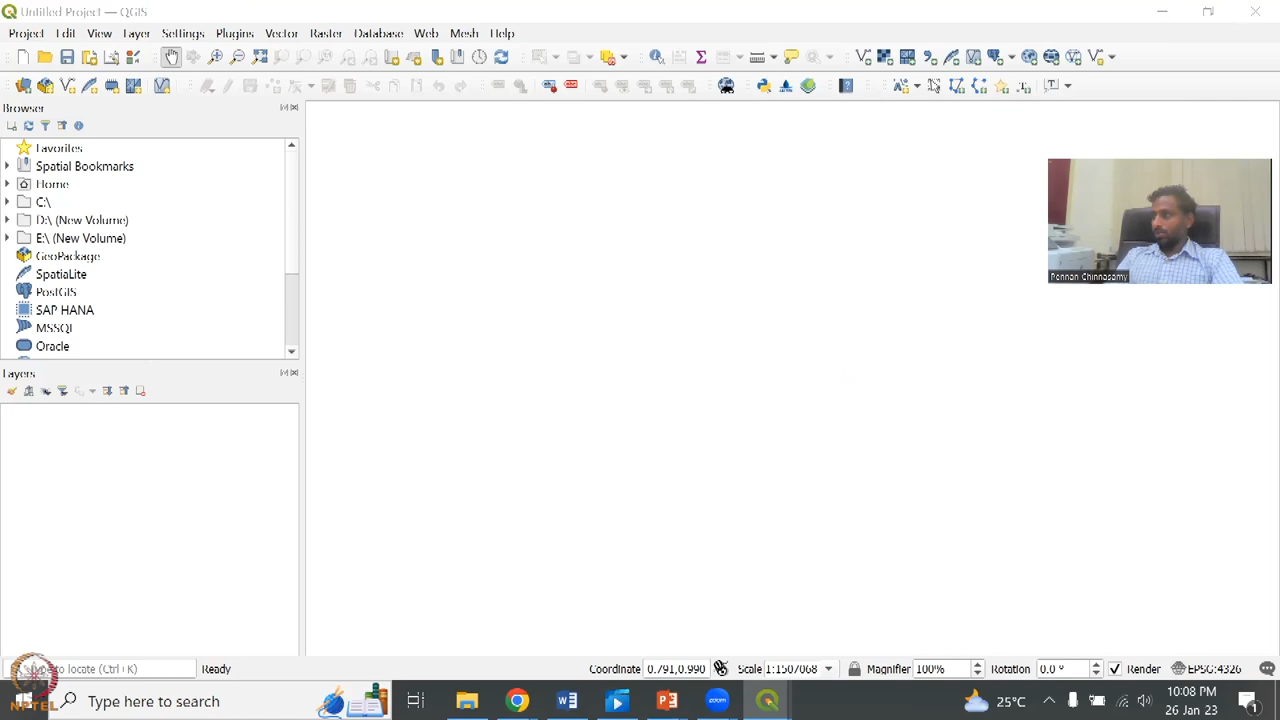 Untitled Project — QGIS
Project Edit View Layer Settings Plugins Vector Raster Database Web Mesh Help
Browser
Favorites
Spatial Bookmarks
Home
C:\
D:\ (New Volume)
E:\ (New Volume)
GeoPackage
SpatiaLite
PostGIS
SAP HANA
MSSQL
Oracle
Pennan Chinnasamy
Layers
to locate (Ctrl+K)
Ready
Coordinate 0.791,0.990
Scale 1:1507068
Magnifier 100%
Rotation 0.0 °
Render
EPSG:4326
NPTEL
Type here to search
25°C
10:08 PM
26 Jan 23